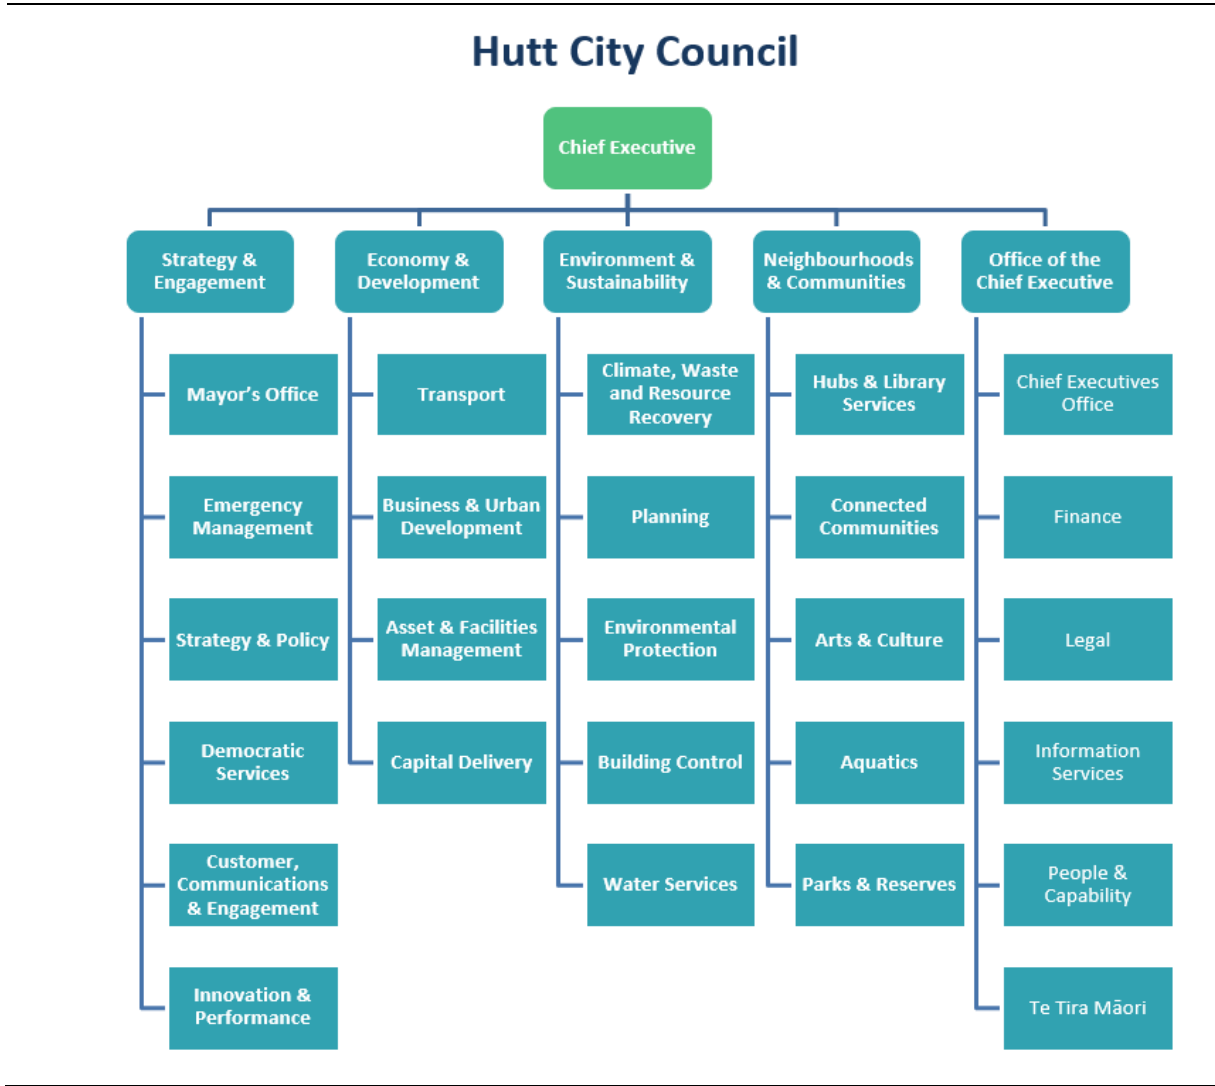 Hutt City Council
Chief Executive
Strategy &
Engagement
Economy &
Development
Environment &
Sustainability
Neighbourhoods
& Communities
Office of the
Chief Executive
Mayor's Office
Emergency
Management
Strategy & Policy
Democratic
Services
Customer,
Communications
& Engagement
Innovation &
Performance
Transport
Business & Urban
Development
Asset & Facilities
Management
Capital Delivery
Climate, Waste
and Resource
Recovery
Planning
Environmental
Protection
Building Control
Water Services
Hubs & Library
Services
Connected
Communities
Arts & Culture
Aquatics
Parks & Reserves
Chief Executives
Office
Finance
Legal
Information
Services
People &
Capability
Te Tira Māori